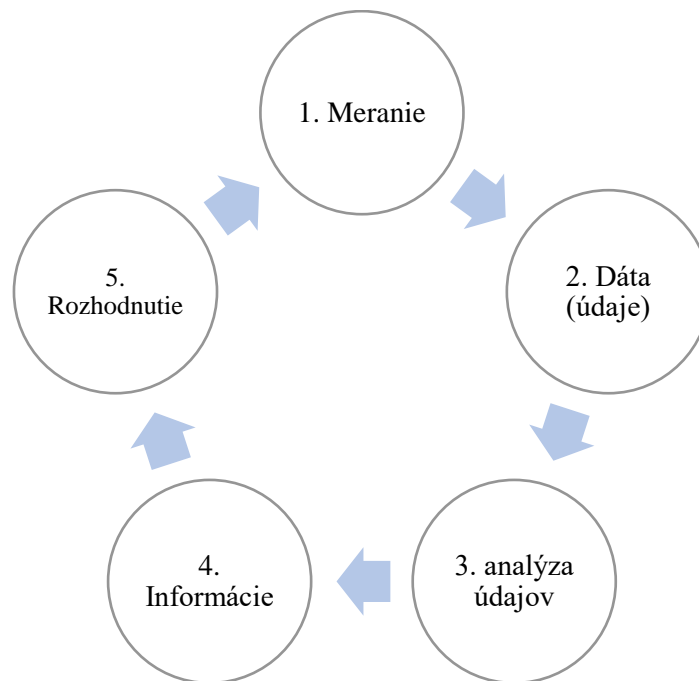 1. Meranie
2. Dáta
(údaje)
3. analýza
údajov
4.
Informácie
5.
Rozhodnutie